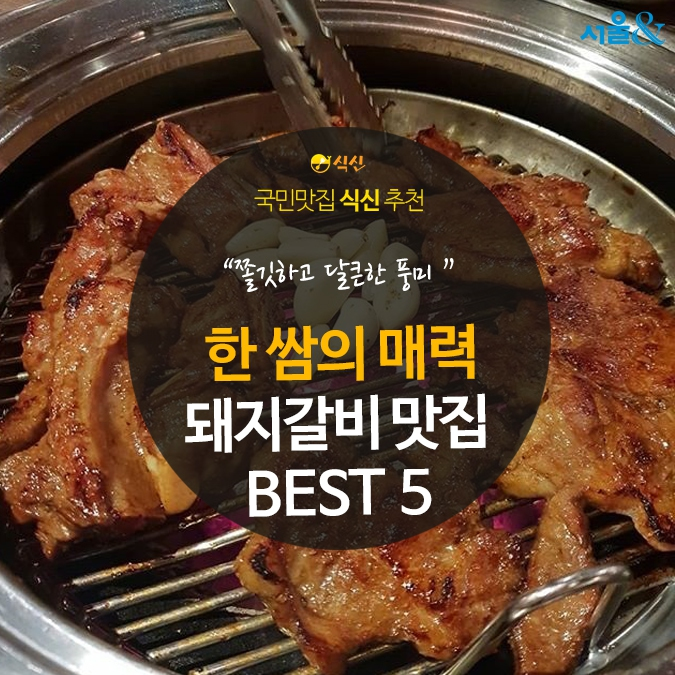 서울&
식신
국민맛집 식신 추천
“쫄깃하고 달큰한 풍미”
한 쌈의 매력
돼지갈비 맛집
BEST 5